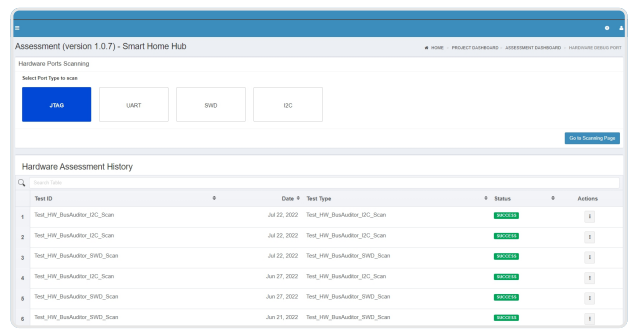 Assessment (version 1.0.7) - Smart Home Hub
HOME - PROJECT DASHBOARD - ASSESSMENT DASHBOARD - HARDWARE DEBUG PORT
Hardware Ports Scanning
Select Port Type to scan
JTAG UART SWD I2C
Go to Scanning Page
Hardware Assessment History
Search Table
Test ID Date Test Type Status Actions
1 Test_HW_BusAuditor_I2C_Scan Jul 22, 2022 Test_HW_BusAuditor_I2C_Scan SUCCESS
2 Test_HW_BusAuditor_I2C_Scan Jul 22, 2022 Test_HW_BusAuditor_I2C_Scan SUCCESS
3 Test_HW_BusAuditor_SWD_Scan Jul 22, 2022 Test_HW_BusAuditor_SWD_Scan SUCCESS
4 Test_HW_BusAuditor_I2C_Scan Jun 27, 2022 Test_HW_BusAuditor_I2C_Scan SUCCESS
5 Test_HW_BusAuditor_SWD_Scan Jun 27, 2022 Test_HW_BusAuditor_SWD_Scan SUCCESS
6 Test_HW_BusAuditor_SWD_Scan Jun 21, 2022 Test_HW_BusAuditor_SWD_Scan SUCCESS